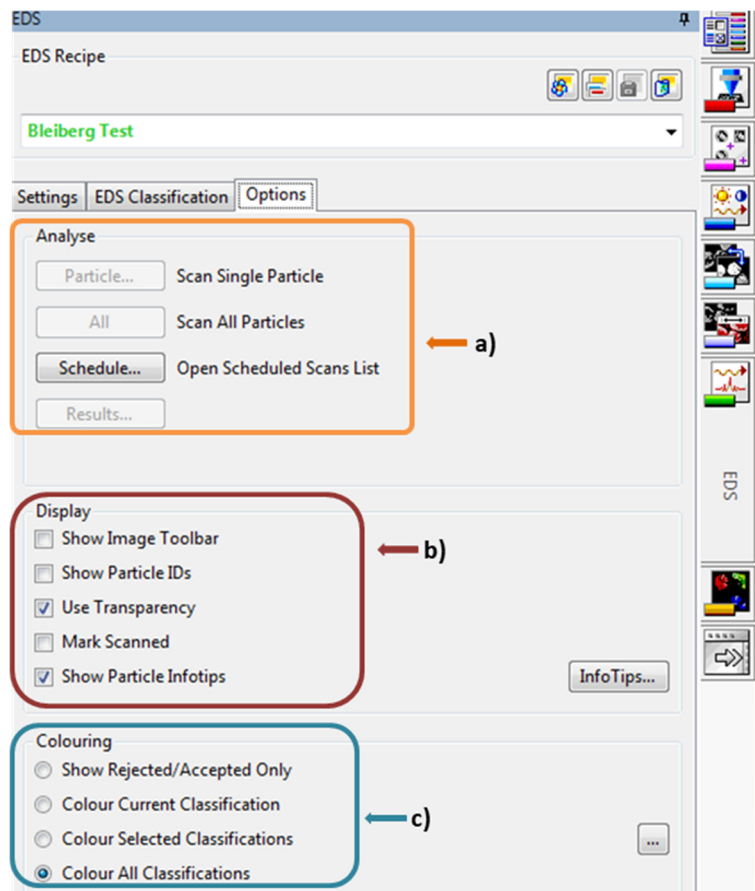 EDS
EDS Recipe
Bleiberg Test
Settings EDS Classification Options
Analyse
Particle... Scan Single Particle
All Scan All Particles
a)
Schedule... Open Scheduled Scans List
Results...
EDS
Display
Show Image Toolbar
b)
Show Particle IDs
Use Transparency
Mark Scanned
Show Particle Infotips InfoTips...
Colouring
Show Rejected/Accepted Only
Colour Current Classification
c)
Colour Selected Classifications ...
Colour All Classifications